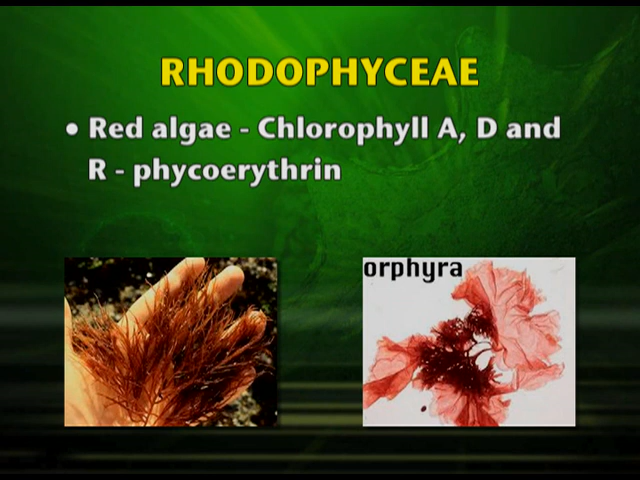 RHODOPHYCEAE
• Red algae - Chlorophyll A, D and
R - phycoerythrin
orphyra